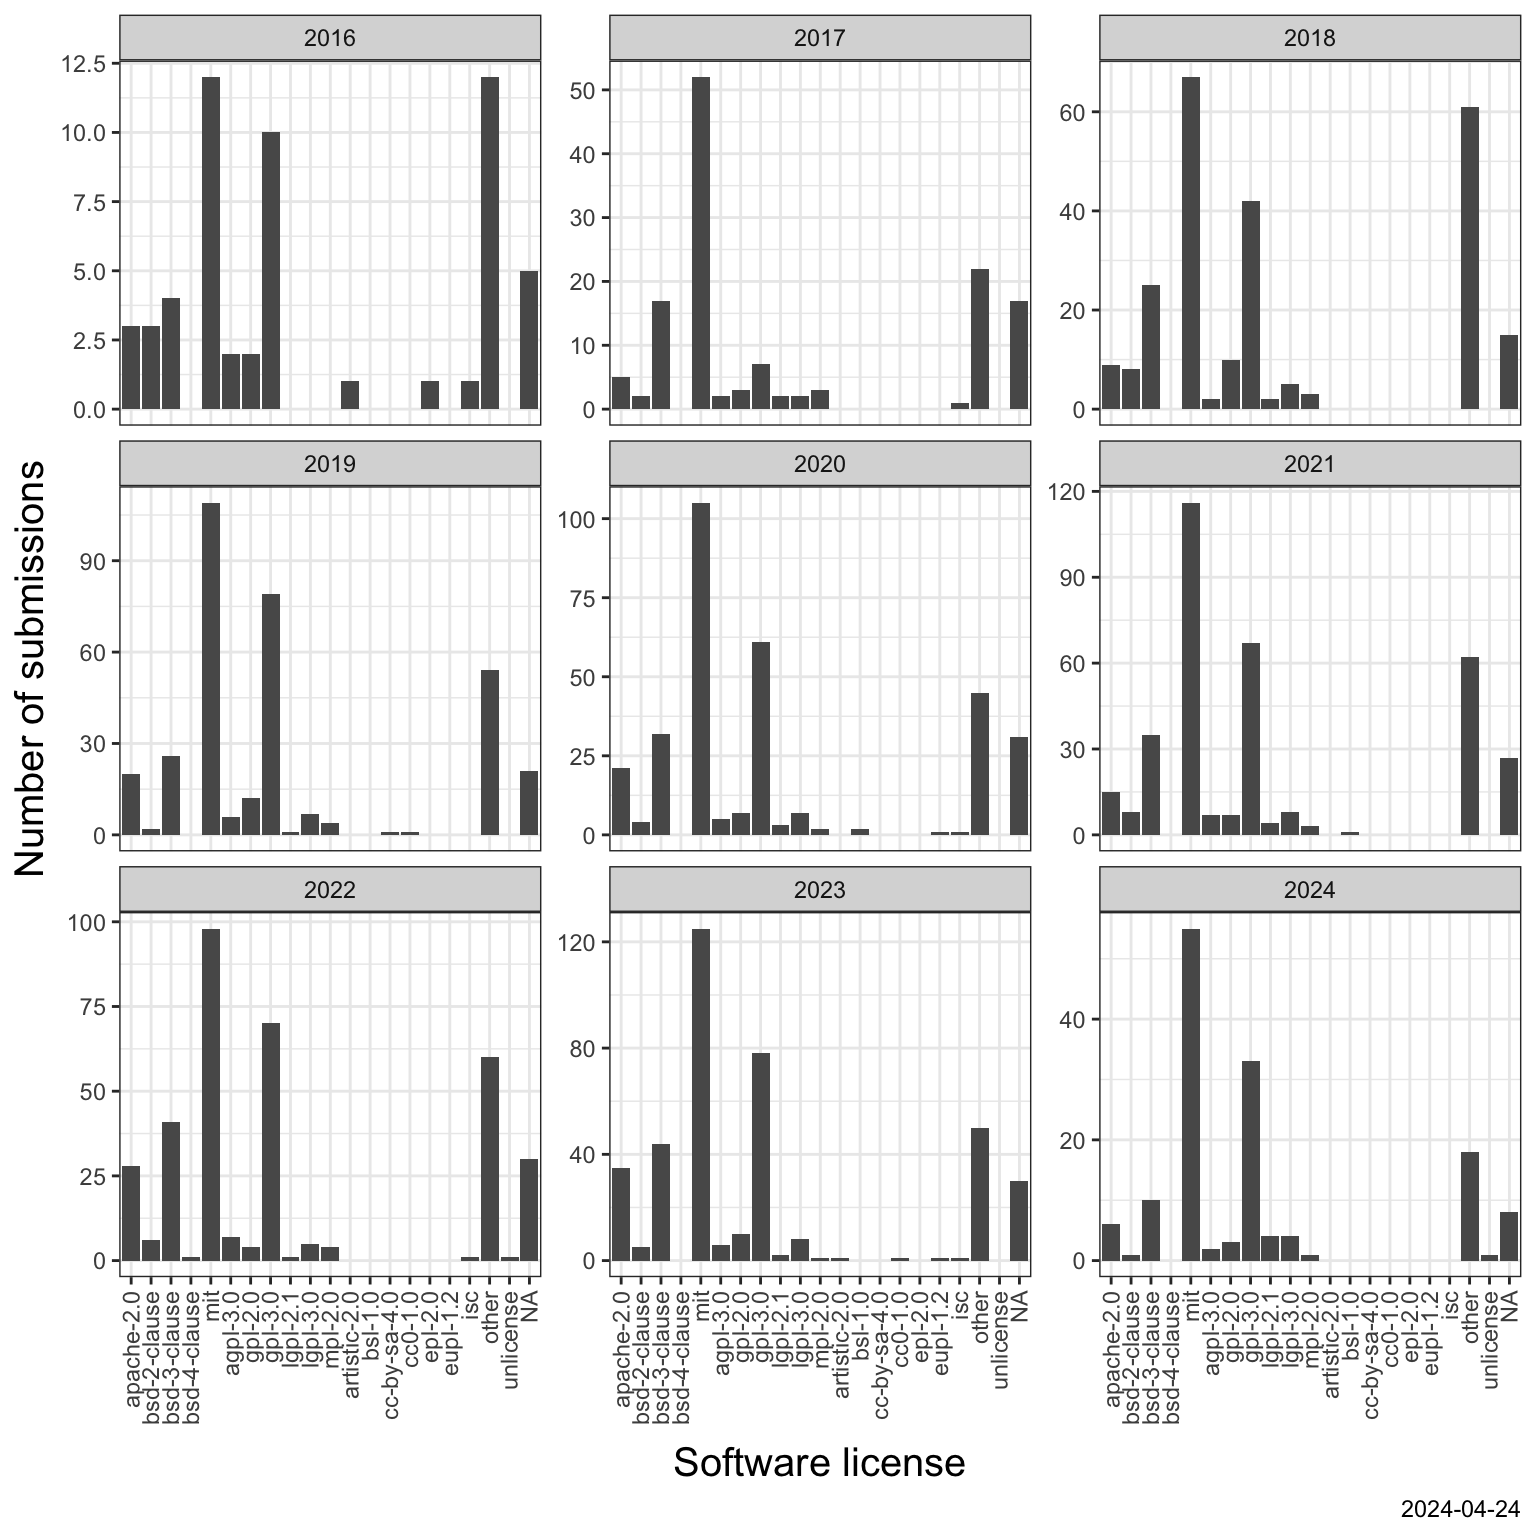 2016
2017
2018
12.5
10.0
7.5
5.0
2.5
0.0
50
40
30
20
10
0
60
40
20
0
2019
2020
2021
90
60
30
0
100
75
50
25
0
120
90
60
30
0
Number of submissions
2022
2023
2024
100
75
50
25
0
120
80
40
0
40
20
0
apache-2.0
bsd-2-clause
bsd-3-clause
bsd-4-clause
mit
agpl-3.0
gpl-2.0
gpl-3.0
lgpl-2.1
lgpl-3.0
mpl-2.0
artistic-2.0
bsl-1.0
cc-by-sa-4.0
cc0-1.0
epl-2.0
eupl-1.2
isc
other
unlicense
NA
apache-2.0
bsd-2-clause
bsd-3-clause
bsd-4-clause
mit
agpl-3.0
gpl-2.0
gpl-3.0
lgpl-2.1
lgpl-3.0
mpl-2.0
artistic-2.0
bsl-1.0
cc-by-sa-4.0
cc0-1.0
epl-2.0
eupl-1.2
isc
other
unlicense
NA
apache-2.0
bsd-2-clause
bsd-3-clause
bsd-4-clause
mit
agpl-3.0
gpl-2.0
gpl-3.0
lgpl-2.1
lgpl-3.0
mpl-2.0
artistic-2.0
bsl-1.0
cc-by-sa-4.0
cc0-1.0
epl-2.0
eupl-1.2
isc
other
unlicense
NA
Software license
2024-04-24